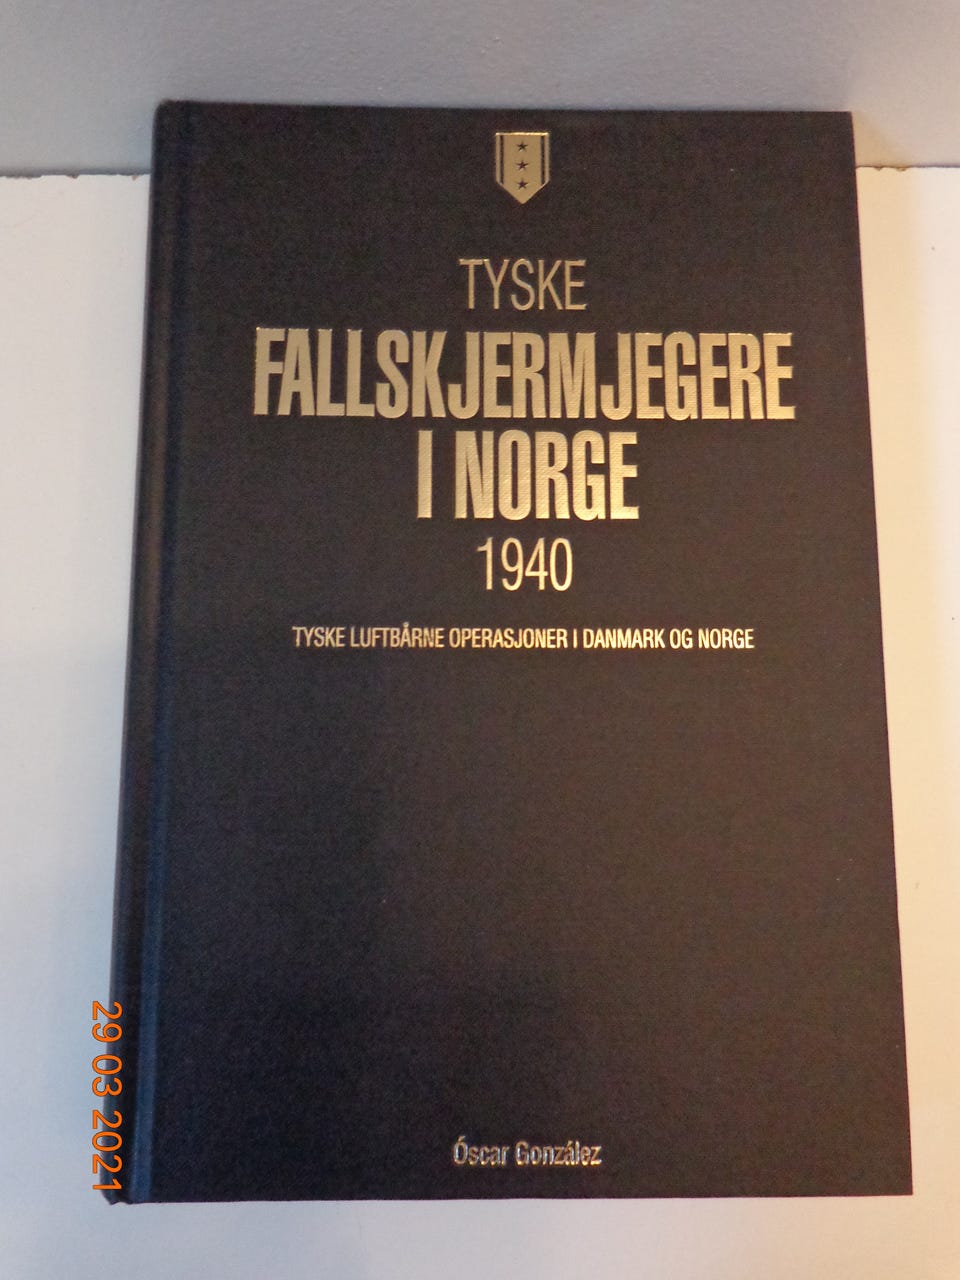 TYSKE
FALLSKJERMJEGERE
I NORGE
1940
TYSKE LUFTBÅRNE OPERASJONER I DANMARK OG NORGE
Óscar González
29 03 2021